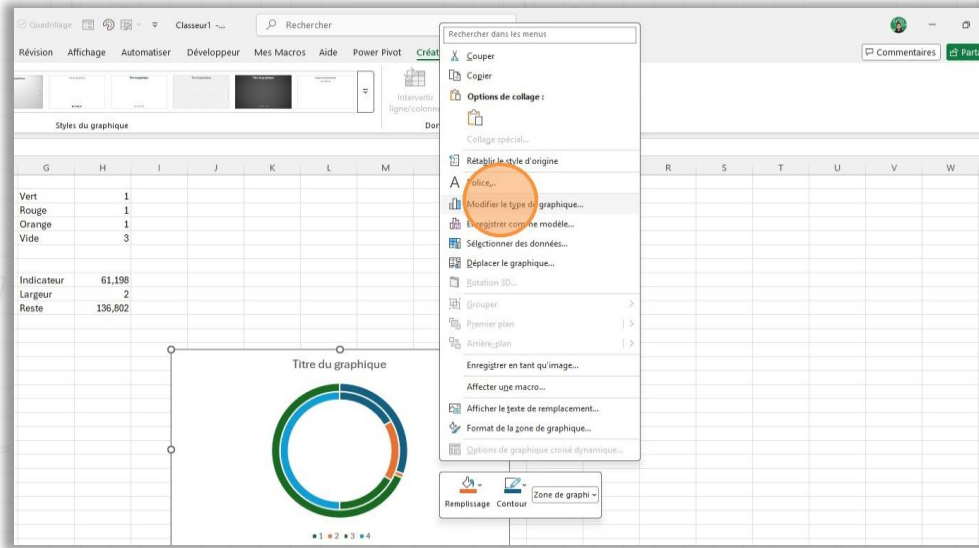 Quadrillage
Classeur1 -...
Rechercher
Révision Affichage Automatiser Développeur Mes Macros Aide Power Pivot Créat
Commentaires
Parta
Intervertir
ligne/colonne
Styles du graphique
Don
Rechercher dans les menus
Couper
Copier
Options de collage :
Collage spécial...
Rétablir le style d'origine
Police...
Modifier le type de graphique...
Enregistrer comme modèle...
Sélectionner des données...
Déplacer le graphique...
Rotation 3D...
Grouper
Premier plan
Arrière-plan
Enregistrer en tant qu'image...
Affecter une macro...
Afficher le texte de remplacement...
Format de la zone de graphique...
Options de graphique croisé dynamique...
Remplissage Contour Zone de graphi
G H I J K L M R S T U V W
Vert 1
Rouge 1
Orange 1
Vide 3
Indicateur 61,198
Largeur 2
Reste 136,802
Titre du graphique
1 2 3 4